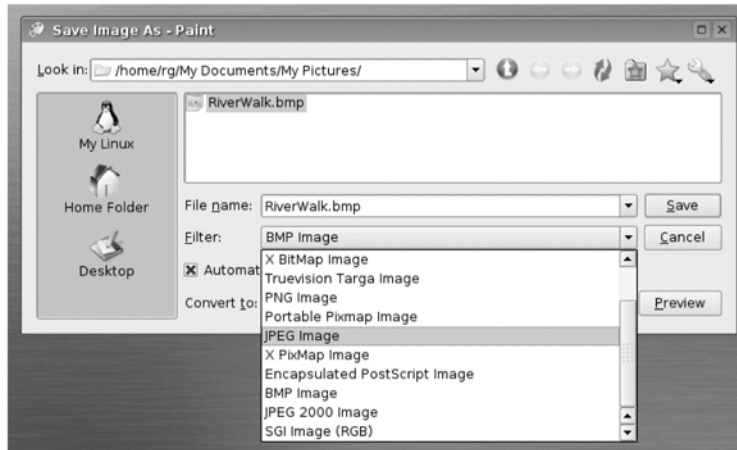 Save Image As - Paint
Look in: /home/rg/My Documents/My Pictures/
My Linux
Home Folder
Desktop
RiverWalk.bmp
File name: RiverWalk.bmp
Save
Filter: BMP Image
Cancel
Automat
Convert to:
Preview
X BitMap Image
Truevision Targa Image
PNG Image
Portable Pixmap Image
JPEG Image
X PixMap Image
Encapsulated PostScript Image
BMP Image
JPEG 2000 Image
SGI Image (RGB)